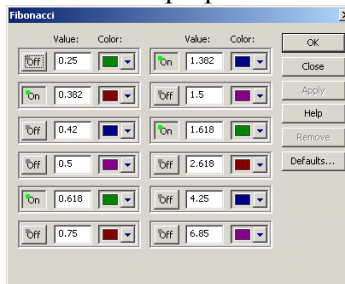 Fibonacci
Value: Color: Value: Color: OK
Off 0.25 On 1.382 Close
On 0.382 Off 1.5 Apply
Help
Off 0.42 On 1.618 Remove
Off 0.5 Off 2.618 Defaults...
On 0.618 Off 4.25
Off 0.75 Off 6.85